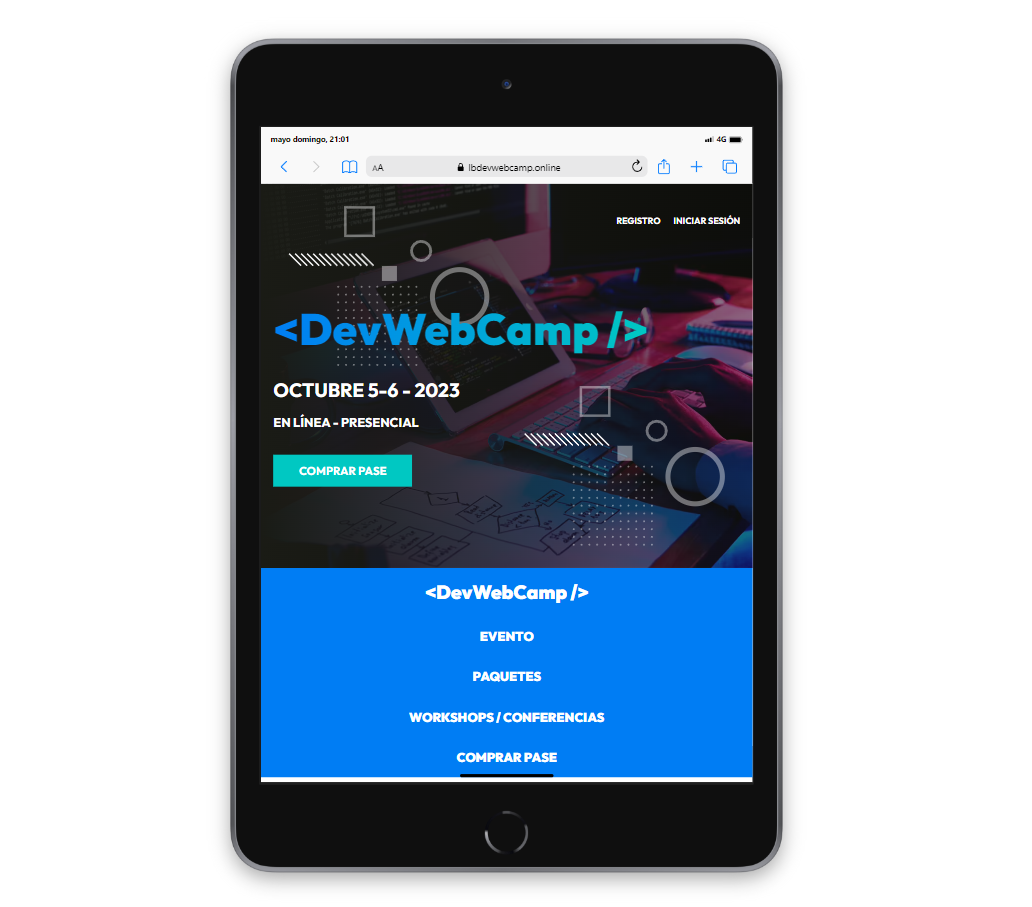 mayo domingo, 21:01
4G
AA
lbdevwebcamp.online
REGISTRO INICIAR SESIÓN
<DevWebCamp />
OCTUBRE 5-6 - 2023
EN LÍNEA - PRESENCIAL
COMPRAR PASE
<DevWebCamp />
EVENTO
PAQUETES
WORKSHOPS / CONFERENCIAS
COMPRAR PASE